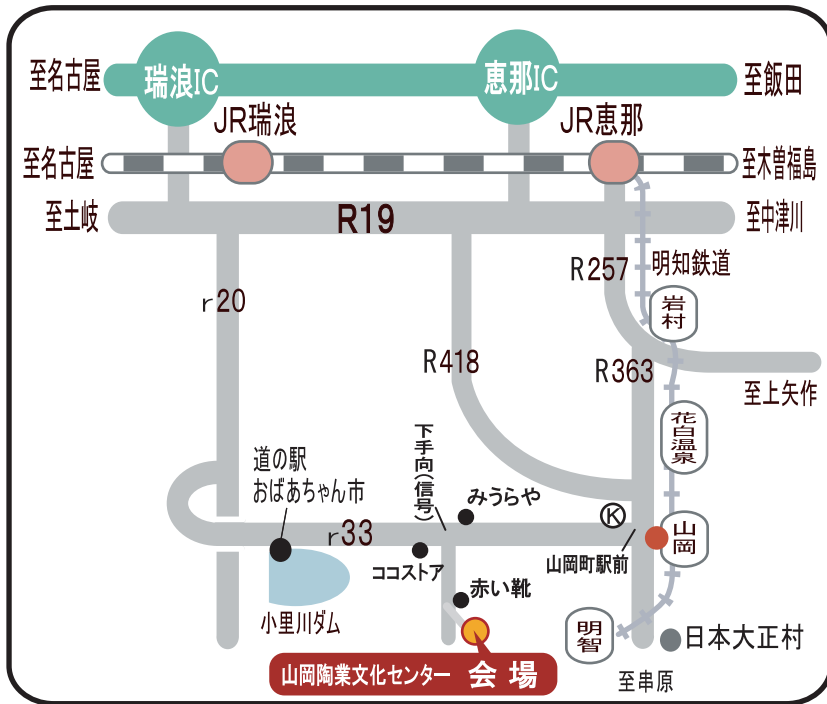 至名古屋
瑞浪IC
恵那IC
至飯田
JR瑞浪
JR恵那
至名古屋
至木曽福島
至土岐
R19
至中津川
R257
明知鉄道
r20
岩村
R418
R363
至上矢作
花白温泉
下手向(信号)
道の駅
おばあちゃん市
みうらや
K
r33
山岡
ココストア
山岡町駅前
赤い靴
小里川ダム
明智
日本大正村
山岡陶業文化センター 会場
至串原